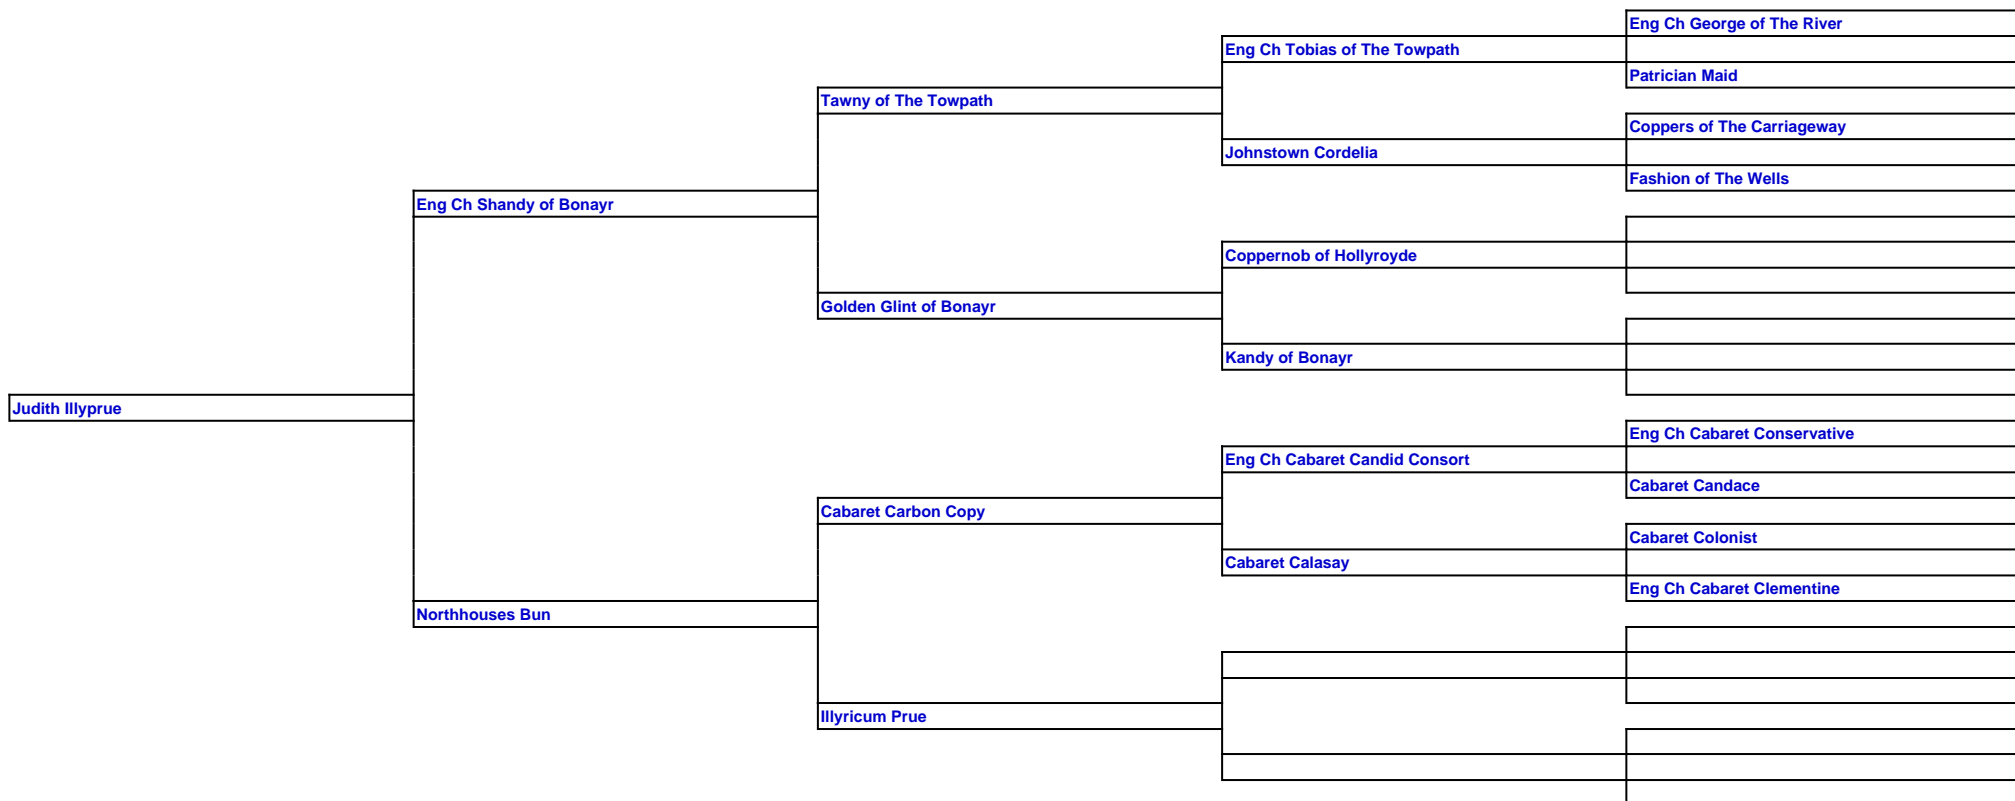 Eng Ch George of The River
Eng Ch Tobias of The Towpath
Patrician Maid
Tawny of The Towpath
Coppers of The Carriageway
Johnstown Cordelia
Fashion of The Wells
Eng Ch Shandy of Bonayr
Coppernob of Hollyroyde
Golden Glint of Bonayr
Kandy of Bonayr
Judith Illyprue
Eng Ch Cabaret Conservative
Eng Ch Cabaret Candid Consort
Cabaret Candace
Cabaret Carbon Copy
Cabaret Colonist
Cabaret Calasay
Eng Ch Cabaret Clementine
Northhouses Bun
Illyricum Prue